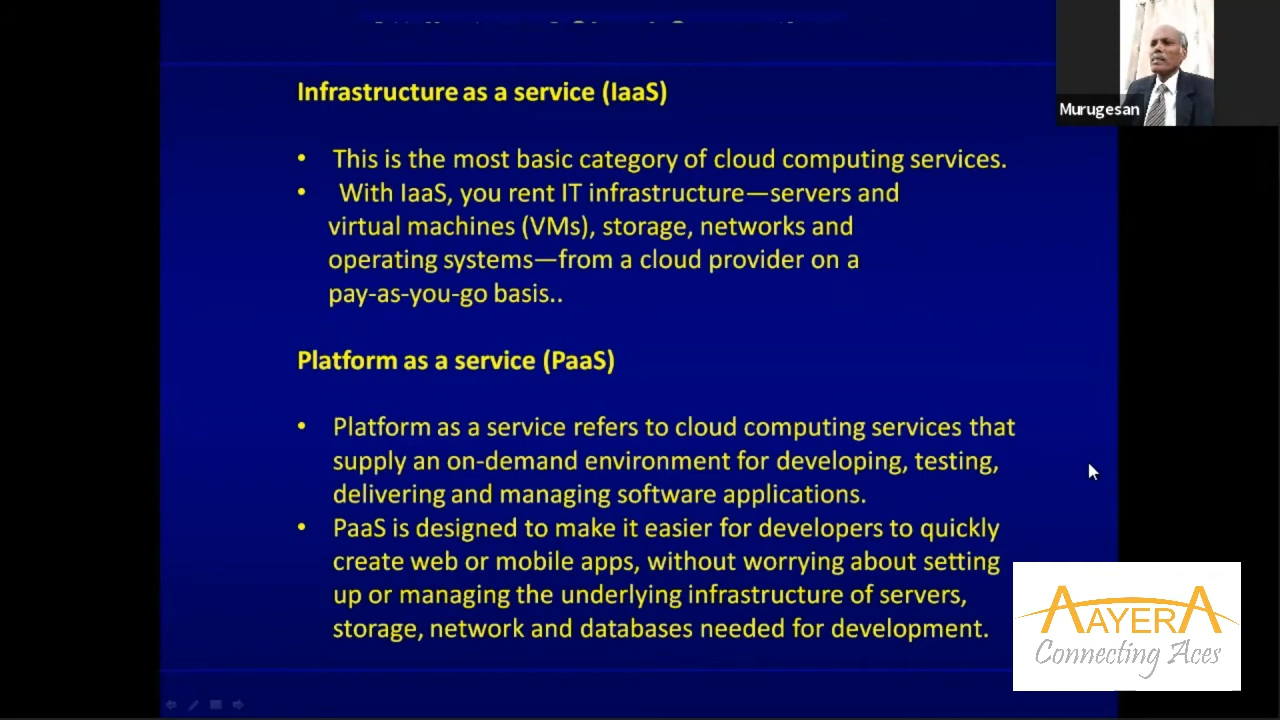 Infrastructure as a service (IaaS)
• This is the most basic category of cloud computing services.
• With IaaS, you rent IT infrastructure—servers and
virtual machines (VMs), storage, networks and
operating systems—from a cloud provider on a
pay-as-you-go basis..
Platform as a service (PaaS)
• Platform as a service refers to cloud computing services that
supply an on-demand environment for developing, testing,
delivering and managing software applications.
• PaaS is designed to make it easier for developers to quickly
create web or mobile apps, without worrying about setting
up or managing the underlying infrastructure of servers,
storage, network and databases needed for development.
Murugesan
AAYERA
Connecting Aces